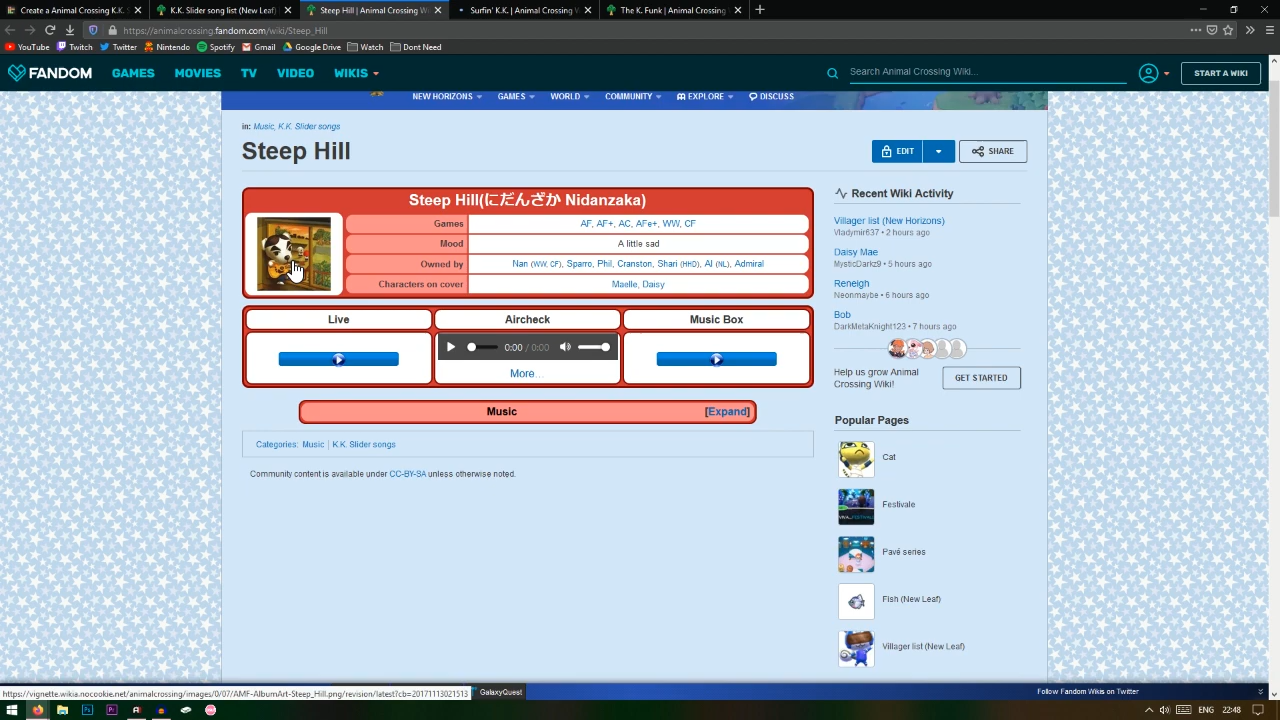 Create a Animal Crossing K.K. S
K.K. Slider song list (New Leaf) |
Steep Hill | Animal Crossing Wi
Surfin' K.K. | Animal Crossing W
The K. Funk | Animal Crossing
https://animalcrossing.fandom.com/wiki/Steep_Hill
YouTube Twitch Twitter Nintendo Spotify Gmail Google Drive Watch Dont Need
FANDOM GAMES MOVIES TV VIDEO WIKIS
Search Animal Crossing Wiki...
START A WIKI
NEW HORIZONS GAMES WORLD COMMUNITY EXPLORE DISCUSS
in: Music, K.K. Slider songs
Steep Hill
EDIT
SHARE
Steep Hill(にだんざか Nidanzaka)
Games AF, AF+, AC, AFe+, WW, CF
Mood A little sad
Owned by Nan (WW, CF), Sparro, Phil, Cranston, Shari (HHD), Al (NL), Admiral
Characters on cover Maelle, Daisy
Live Aircheck Music Box
0:00 / 0:00
More...
Music [Expand]
Categories: Music | K.K. Slider songs
Community content is available under CC-BY-SA unless otherwise noted.
Recent Wiki Activity
Villager list (New Horizons)
Vladymir637 • 2 hours ago
Daisy Mae
MysticDarkz9 • 5 hours ago
Reneigh
Neonmaybe • 6 hours ago
Bob
DarkMetaKnight123 • 7 hours ago
Help us grow Animal
Crossing Wiki!
GET STARTED
Popular Pages
Cat
Festivale
Pavé series
Fish (New Leaf)
Villager list (New Leaf)
https://vignette.wikia.nocookie.net/animalcrossing/images/0/07/AMF-AlbumArt-Steep_Hill.png/revision/latest?cb=20171113021513
GalaxyQuest
Follow Fandom Wikis on Twitter
ENG 22:48